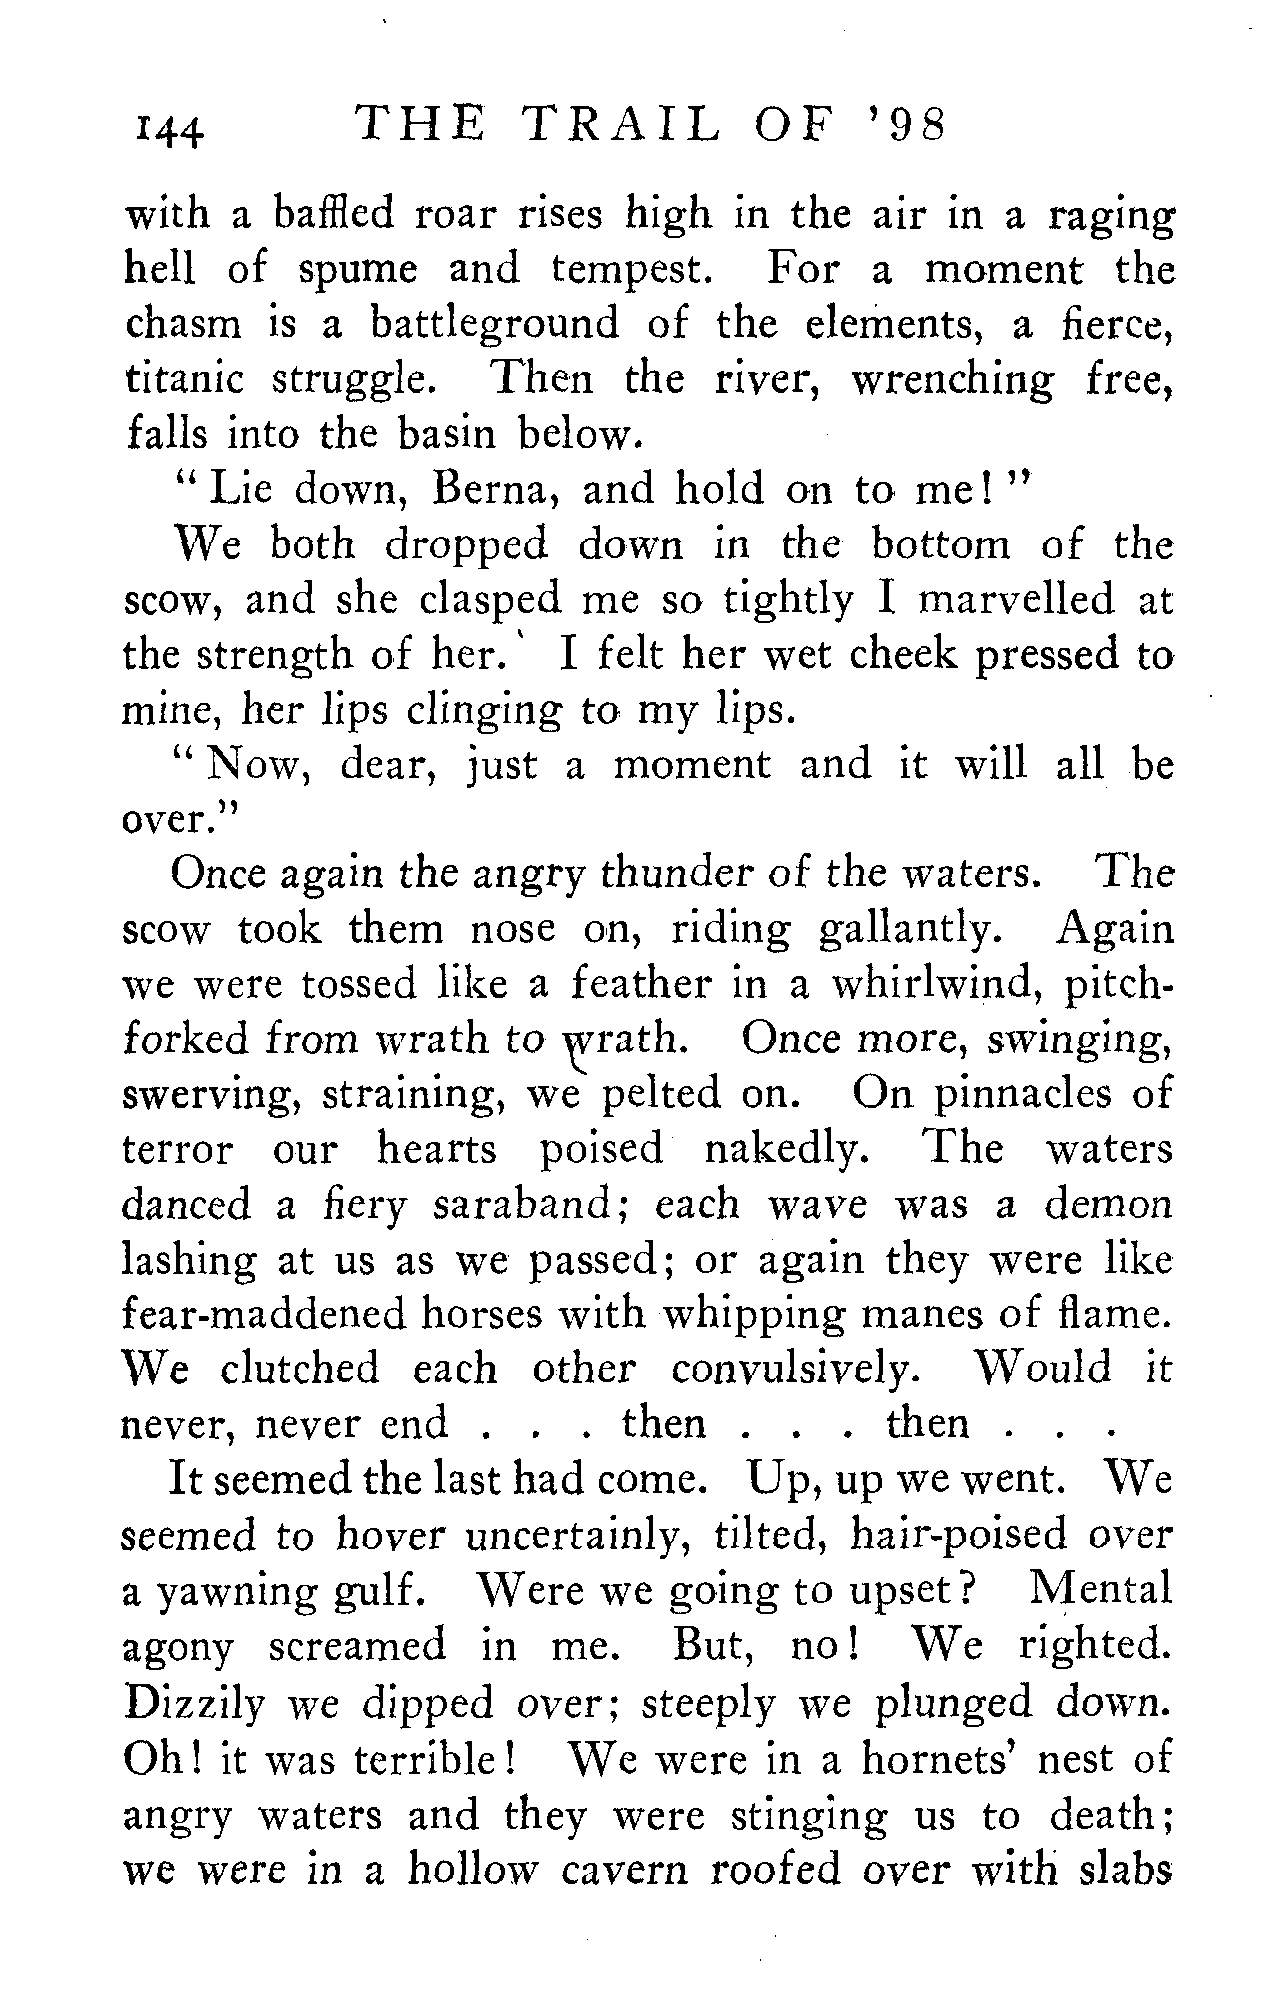 144 THE TRAIL OF '98
with a baffled roar rises high in the air in a raging
hell of spume and tempest. For a moment the
chasm is a battleground of the elements, a fierce,
titanic struggle. Then the river, wrenching free,
falls into the basin below.
“ Lie down, Berna, and hold on to me! ”
We both dropped down in the bottom of the
scow, and she clasped me so tightly I marvelled at
the strength of her. I felt her wet cheek pressed to
mine, her lips clinging to my lips.
“ Now, dear, just a moment and it will all be
over.”
Once again the angry thunder of the waters. The
scow took them nose on, riding gallantly. Again
we were tossed like a feather in a whirlwind, pitch-
forked from wrath to wrath. Once more, swinging,
swerving, straining, we pelted on. On pinnacles of
terror our hearts poised nakedly. The waters
danced a fiery saraband; each wave was a demon
lashing at us as we passed; or again they were like
fear-maddened horses with whipping manes of flame.
We clutched each other convulsively. Would it
never, never end . . . then . . . then . . .
It seemed the last had come. Up, up we went. We
seemed to hover uncertainly, tilted, hair-poised over
a yawning gulf. Were we going to upset? Mental
agony screamed in me. But, no! We righted.
Dizzily we dipped over; steeply we plunged down.
Oh! it was terrible! We were in a hornets' nest of
angry waters and they were stinging us to death;
we were in a hollow cavern roofed over with slabs